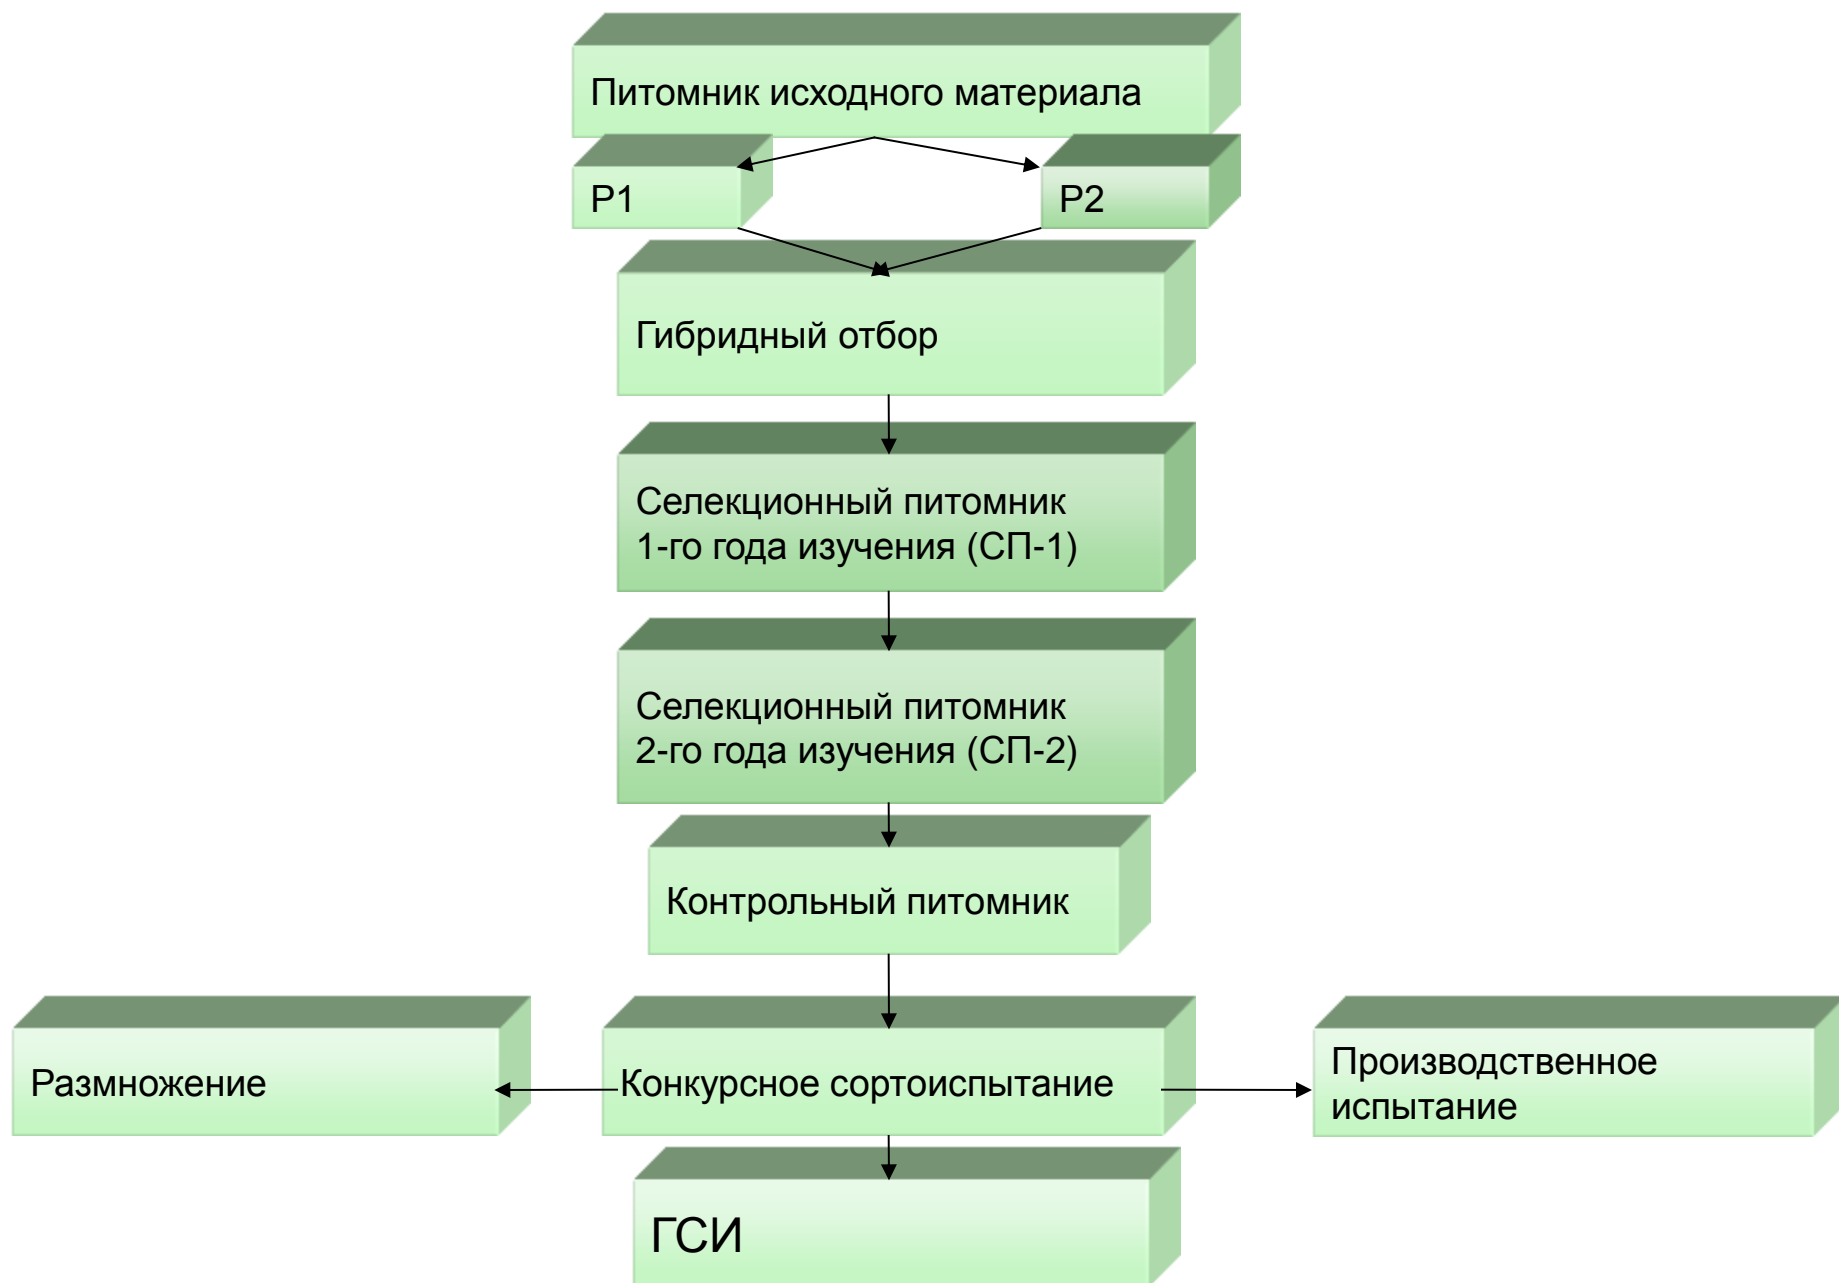 Питомник исходного материала
Р1
Р2
Гибридный отбор
Селекционный питомник
1-го года изучения (СП-1)
Селекционный питомник
2-го года изучения (СП-2)
Контрольный питомник
Размножение
Конкурсное сортоиспытание
Производственное
испытание
ГСИ